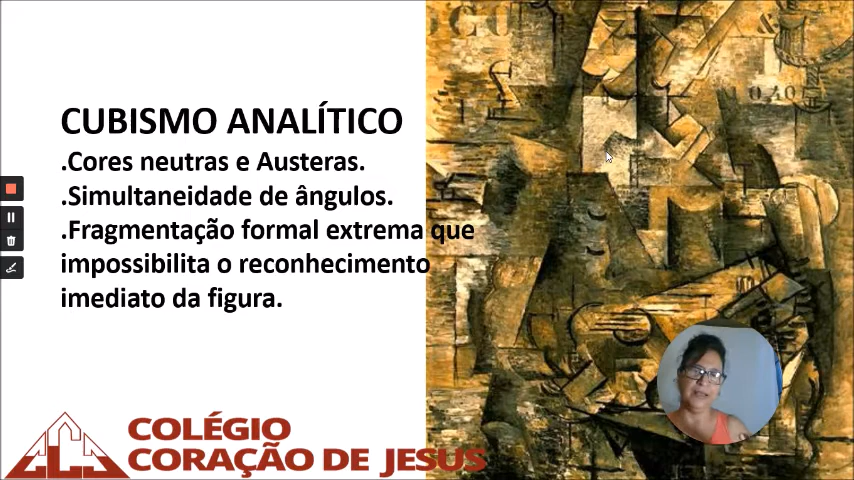 CUBISMO ANALÍTICO
.Cores neutras e Austeras.
.Simultaneidade de ângulos.
.Fragmentação formal extrema que
impossibilita o reconhecimento
imediato da figura.
COLÉGIO
CORAÇÃO DE JESUS